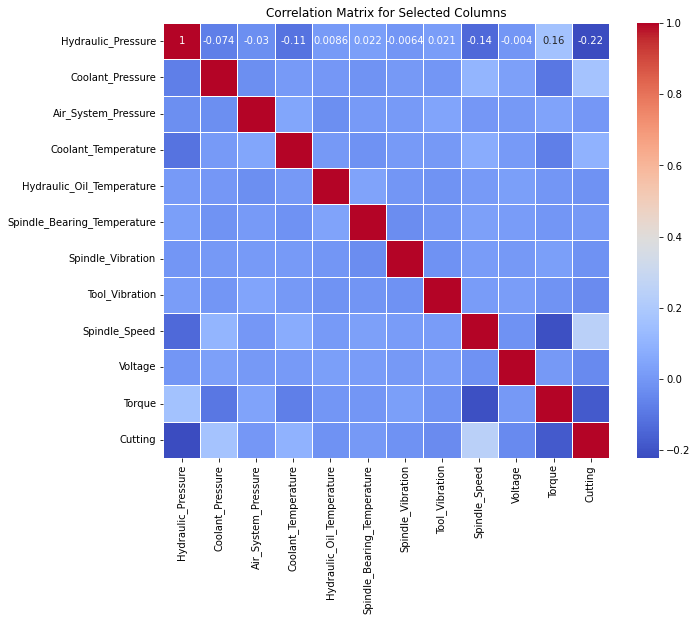 Correlation Matrix for Selected Columns
Hydraulic_Pressure 1 -0.074 -0.03 -0.11 0.0086 0.022 -0.0064 0.021 -0.14 -0.004 0.16 -0.22
Coolant_Pressure
Air_System_Pressure
Coolant_Temperature
Hydraulic_Oil_Temperature
Spindle_Bearing_Temperature
Spindle_Vibration
Tool_Vibration
Spindle_Speed
Voltage
Torque
Cutting
Hydraulic_Pressure
Coolant_Pressure
Air_System_Pressure
Coolant_Temperature
Hydraulic_Oil_Temperature
Spindle_Bearing_Temperature
Spindle_Vibration
Tool_Vibration
Spindle_Speed
Voltage
Torque
Cutting
1.0
0.8
0.6
0.4
0.2
0.0
−0.2